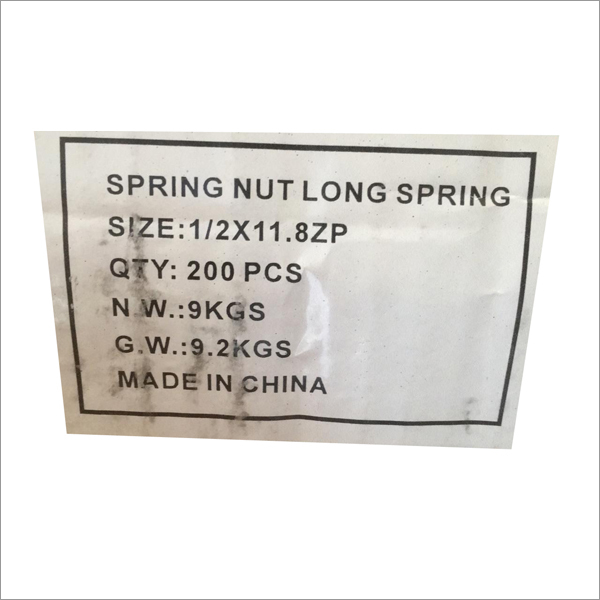 SPRING NUT LONG SPRING
SIZE:1/2X11.8ZP
QTY: 200 PCS
N.W.:9KGS
G.W.:9.2KGS
MADE IN CHINA